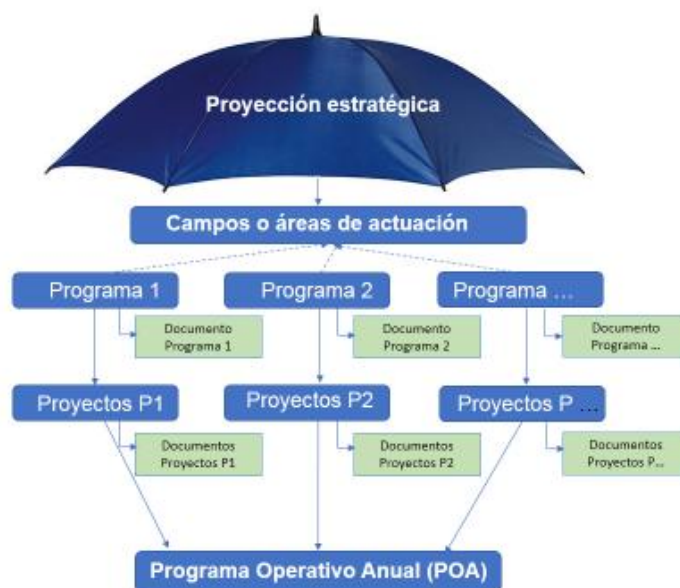 Proyección estratégica
Campos o áreas de actuación
Programa 1
Programa 2
Programa ...
Documento
Programa 1
Documento
Programa 2
Documento
Programa ...
Proyectos P1
Proyectos P2
Proyectos P ...
Documentos
Proyectos P1
Documentos
Proyectos P2
Documentos
Proyectos P...
Programa Operativo Anual (POA)